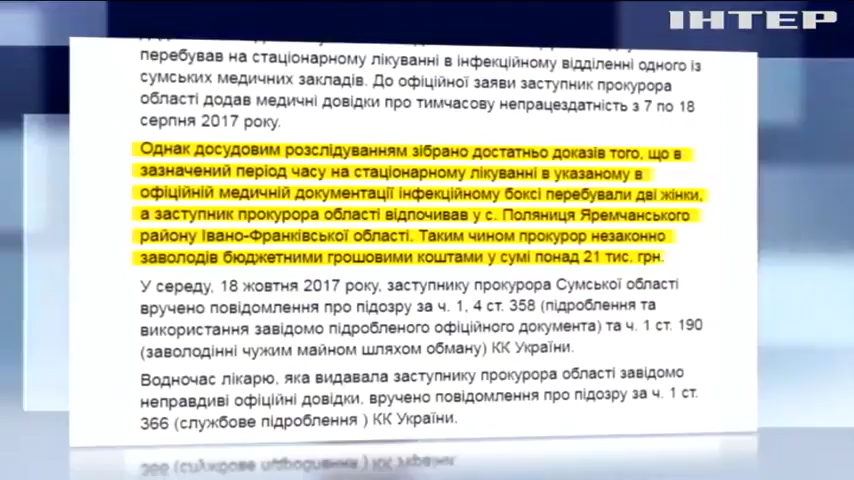 ІНТЕР
перебував на стаціонарному лікуванні в інфекційному відділенні одного із
сумських медичних закладів. До офіційної заяви заступник прокурора
області додав медичні довідки про тимчасову непрацездатність з 7 по 18
серпня 2017 року.
Однак досудовим розслідуванням зібрано достатньо доказів того, що в
зазначений період часу на стаціонарному лікуванні в указаному в
офіційній медичній документації інфекційному боксі перебували дві жінки,
а заступник прокурора області відпочивав у с. Поляниця Яремчанського
району Івано-Франківської області. Таким чином прокурор незаконно
заволодів бюджетними грошовими коштами у сумі понад 21 тис. грн.
У середу, 18 жовтня 2017 року, заступнику прокурора Сумської області
вручено повідомлення про підозру за ч. 1, 4 ст. 358 (підроблення та
використання завідомо підробленого офіційного документа) та ч. 1 ст. 190
(заволодінні чужим майном шляхом обману) КК України.
Водночас лікарю, яка видавала заступнику прокурора області завідомо
неправдиві офіційні довідки, вручено повідомлення про підозру за ч. 1 ст.
366 (службове підроблення ) КК України.